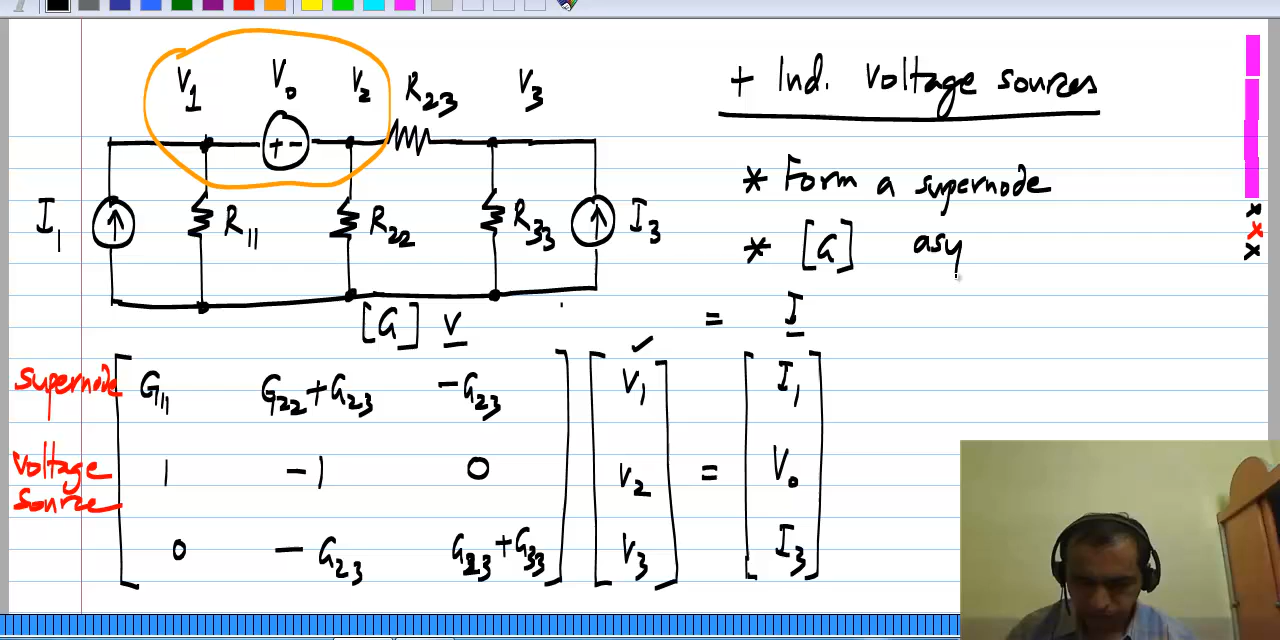 V1 V0 V2 R23 V3
+ Ind. voltage sources
I1 R11 R22 R33 I3
* Form a supernode
* [G] asy
[G] V = I
supernode G11 G22+G23 -G23 V1 I1
voltage source 1 -1 0 V2 = V0
0 -G23 G23+G33 V3 I3